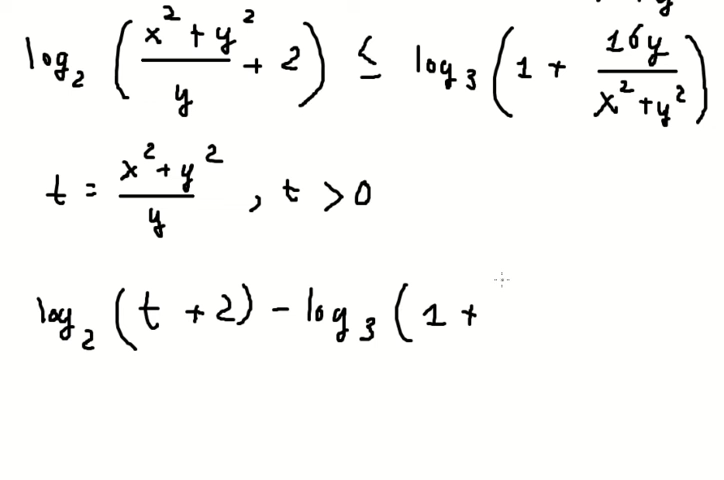 log₂ ( (x² + y²)/y + 2 ) ≤ log₃ ( 1 + 16y/(x² + y²) )
t = (x² + y²)/y , t > 0
log₂ ( t + 2 ) − log₃ ( 1 +